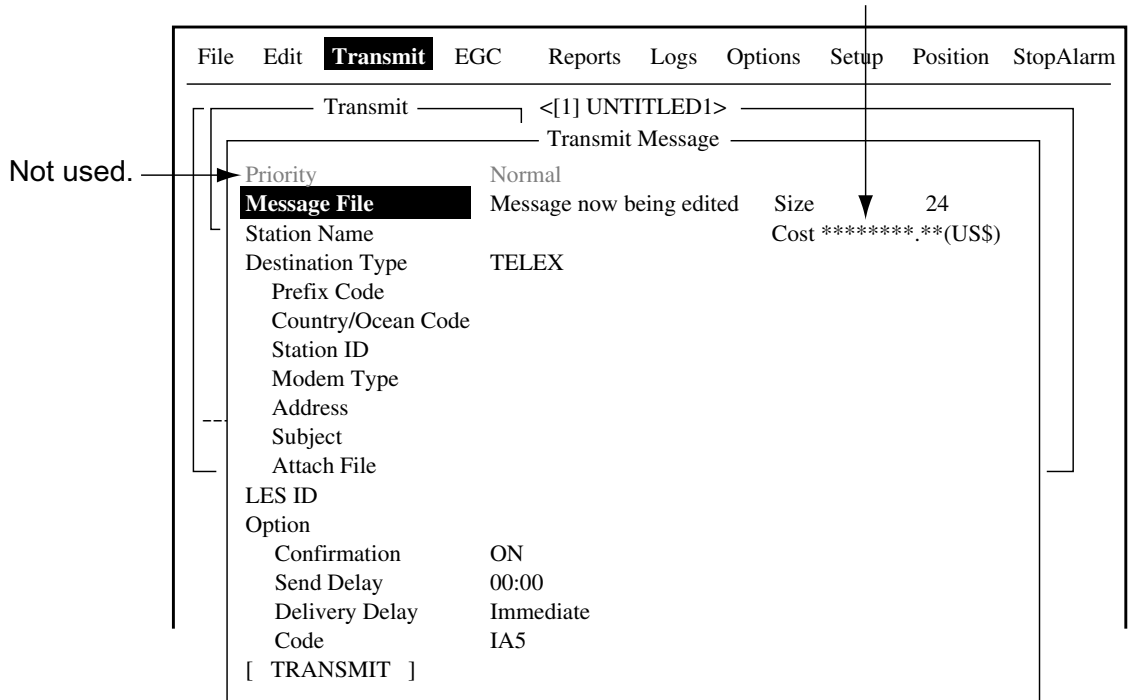 File Edit Transmit EGC Reports Logs Options Setup Position StopAlarm
Transmit <[1] UNTITLED1>
Transmit Message
Not used.
Priority Normal
Message File Message now being edited Size 24
Station Name Cost ********.**(US$)
Destination Type TELEX
Prefix Code
Country/Ocean Code
Station ID
Modem Type
Address
Subject
Attach File
LES ID
Option
Confirmation ON
Send Delay 00:00
Delivery Delay Immediate
Code IA5
[ TRANSMIT ]